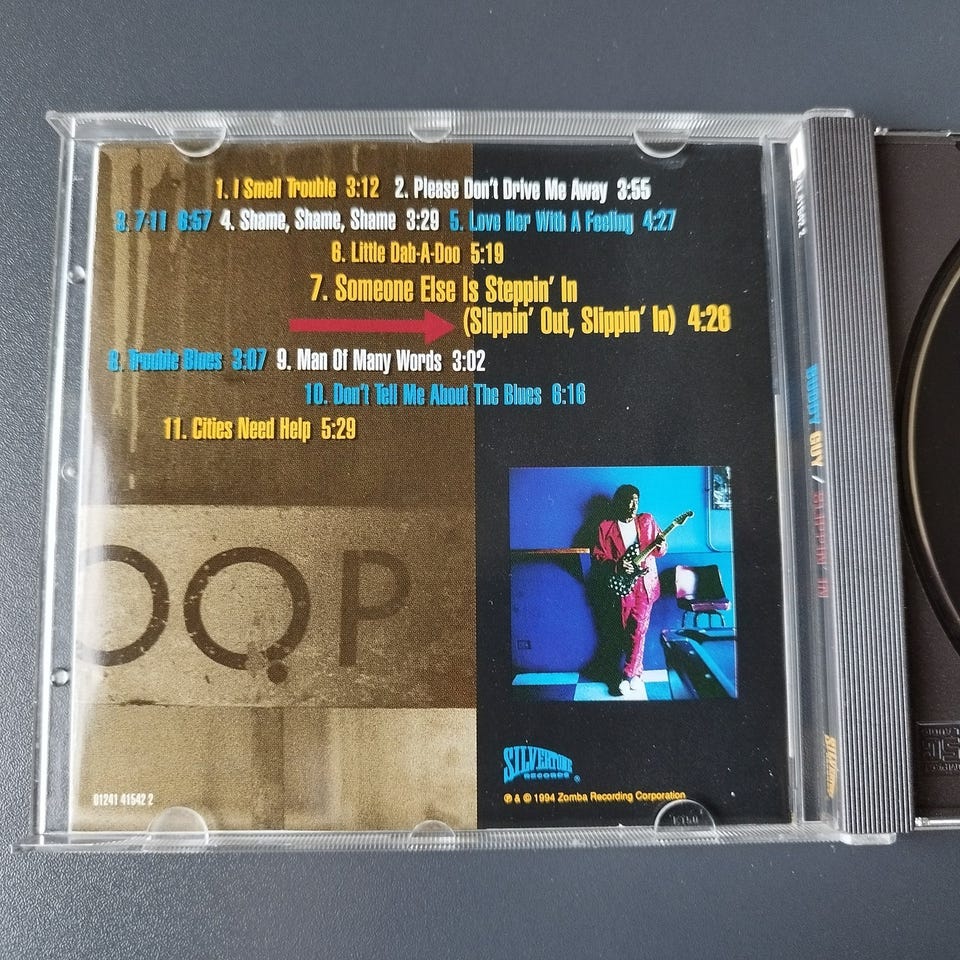 1. I Smell Trouble 3:12 2. Please Don't Drive Me Away 3:55
3. 7-11 6:57 4. Shame, Shame, Shame 3:29 5. Love Her With A Feeling 4:27
6. Little Dab-A-Doo 5:19
7. Someone Else Is Steppin' In
(Slippin' Out, Slippin' In) 4:26
8. Trouble Blues 3:07 9. Man Of Many Words 3:02
10. Don't Tell Me About The Blues 6:16
11. Cities Need Help 5:29
OOP
SILVERTONE
RECORDS ®
℗ & © 1994 Zomba Recording Corporation
01241 41542 2
BUDDY GUY / SLIPPIN' IN
SILVERTONE